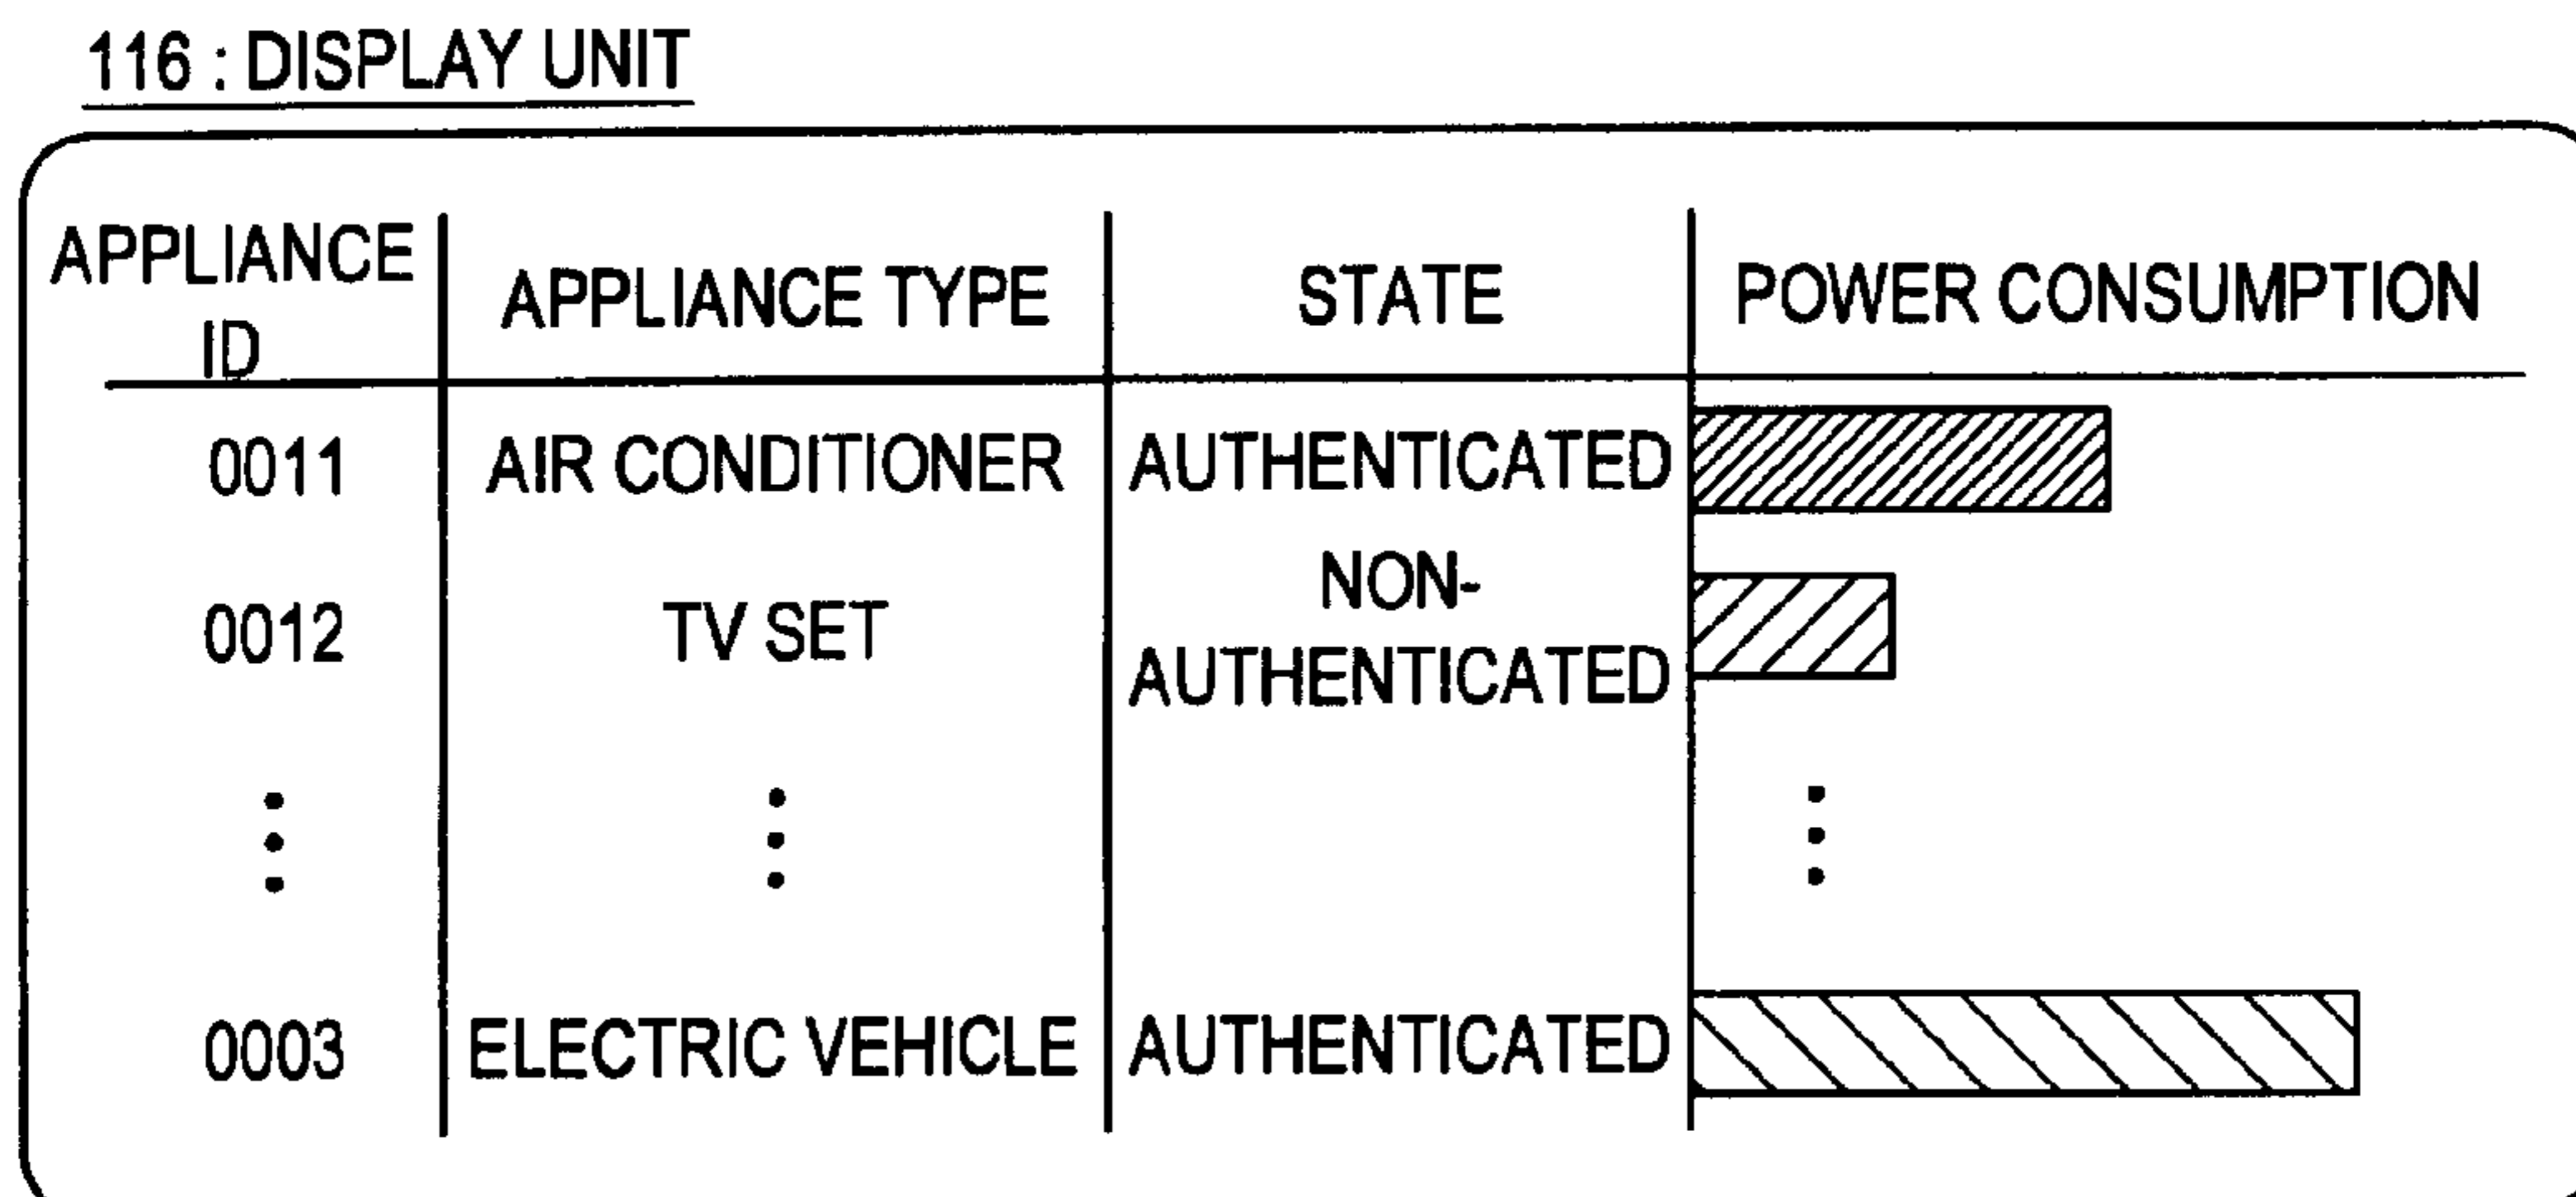 116 : DISPLAY UNIT
APPLIANCE
ID
APPLIANCE TYPE
STATE
POWER CONSUMPTION
0011
AIR CONDITIONER
AUTHENTICATED
0012
TV SET
NON-
AUTHENTICATED
0003
ELECTRIC VEHICLE
AUTHENTICATED